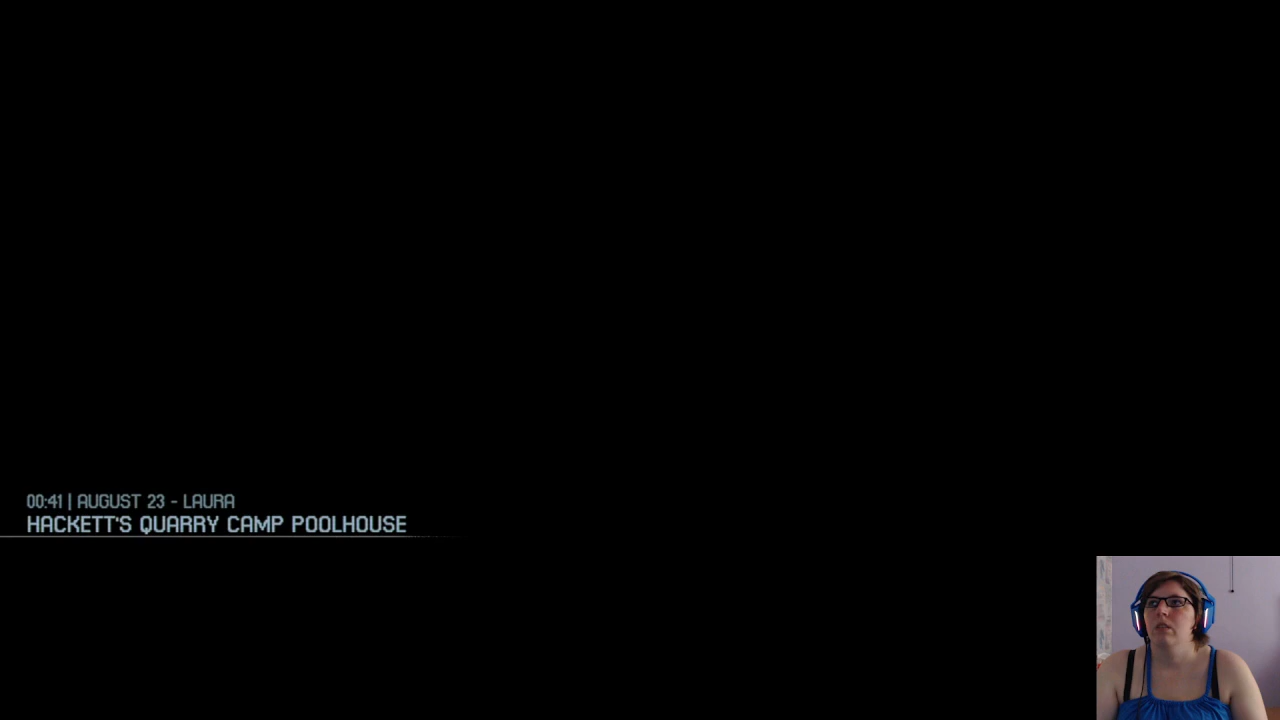 00:41 | AUGUST 23 - LAURA
HACKETT'S QUARRY CAMP POOLHOUSE